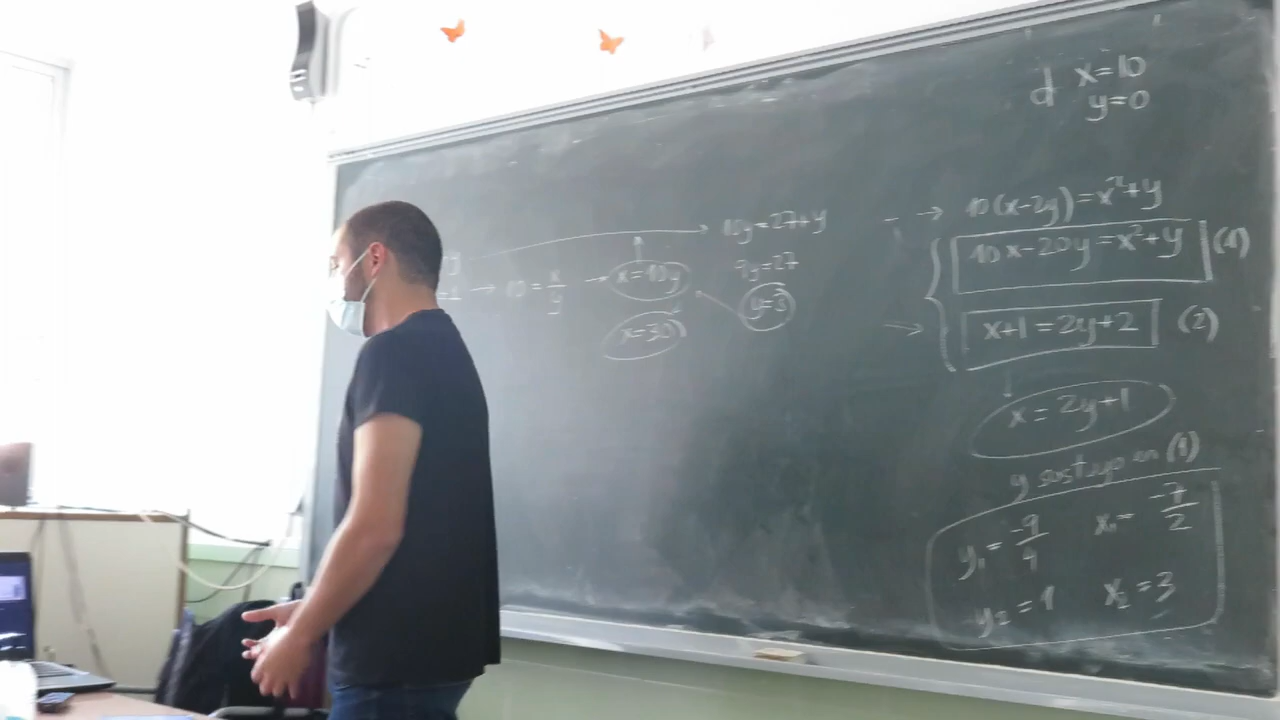 d x=10
y=0
→ 10(x-2y)=x²+y
10x-20y=x²+y (1)
→ x+1=2y+2 (2)
x=2y+1
y sustituyo en (1)
y₁=-9/4 x₁=-7/2
y₂=1 x₂=3
→ 10y=27+y
9y=27
y=3
→ 10=x/y → x=10y
x=30